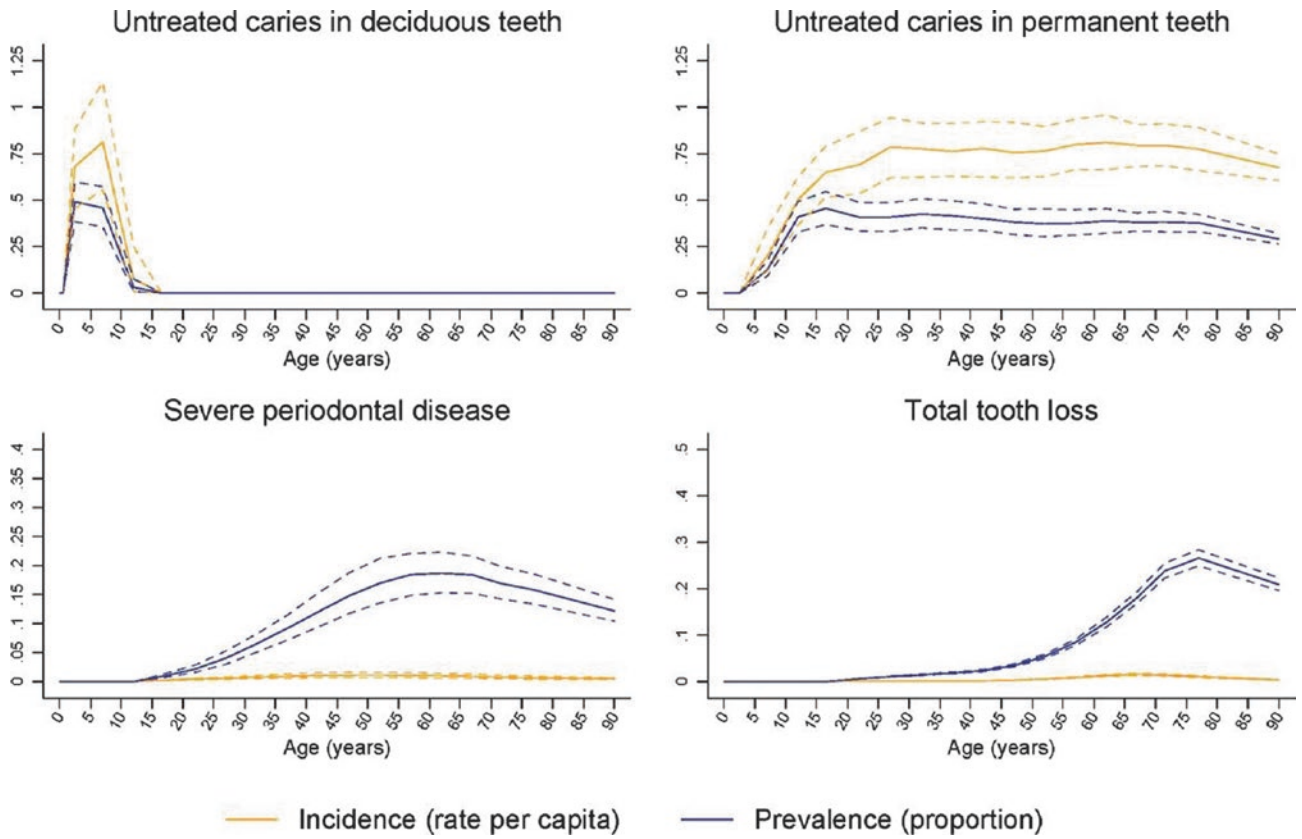 Untreated caries in deciduous teeth
Untreated caries in permanent teeth
0 .25 .5 .75 1 1.25
0 5 10 15 20 25 30 35 40 45 50 55 60 65 70 75 80 85 90
Age (years)
0 .25 .5 .75 1 1.25
0 5 10 15 20 25 30 35 40 45 50 55 60 65 70 75 80 85 90
Age (years)
Severe periodontal disease
Total tooth loss
0 .05 .1 .15 .2 .25 .3 .35 .4
0 5 10 15 20 25 30 35 40 45 50 55 60 65 70 75 80 85 90
Age (years)
0 .1 .2 .3 .4 .5
0 5 10 15 20 25 30 35 40 45 50 55 60 65 70 75 80 85 90
Age (years)
Incidence (rate per capita)
Prevalence (proportion)